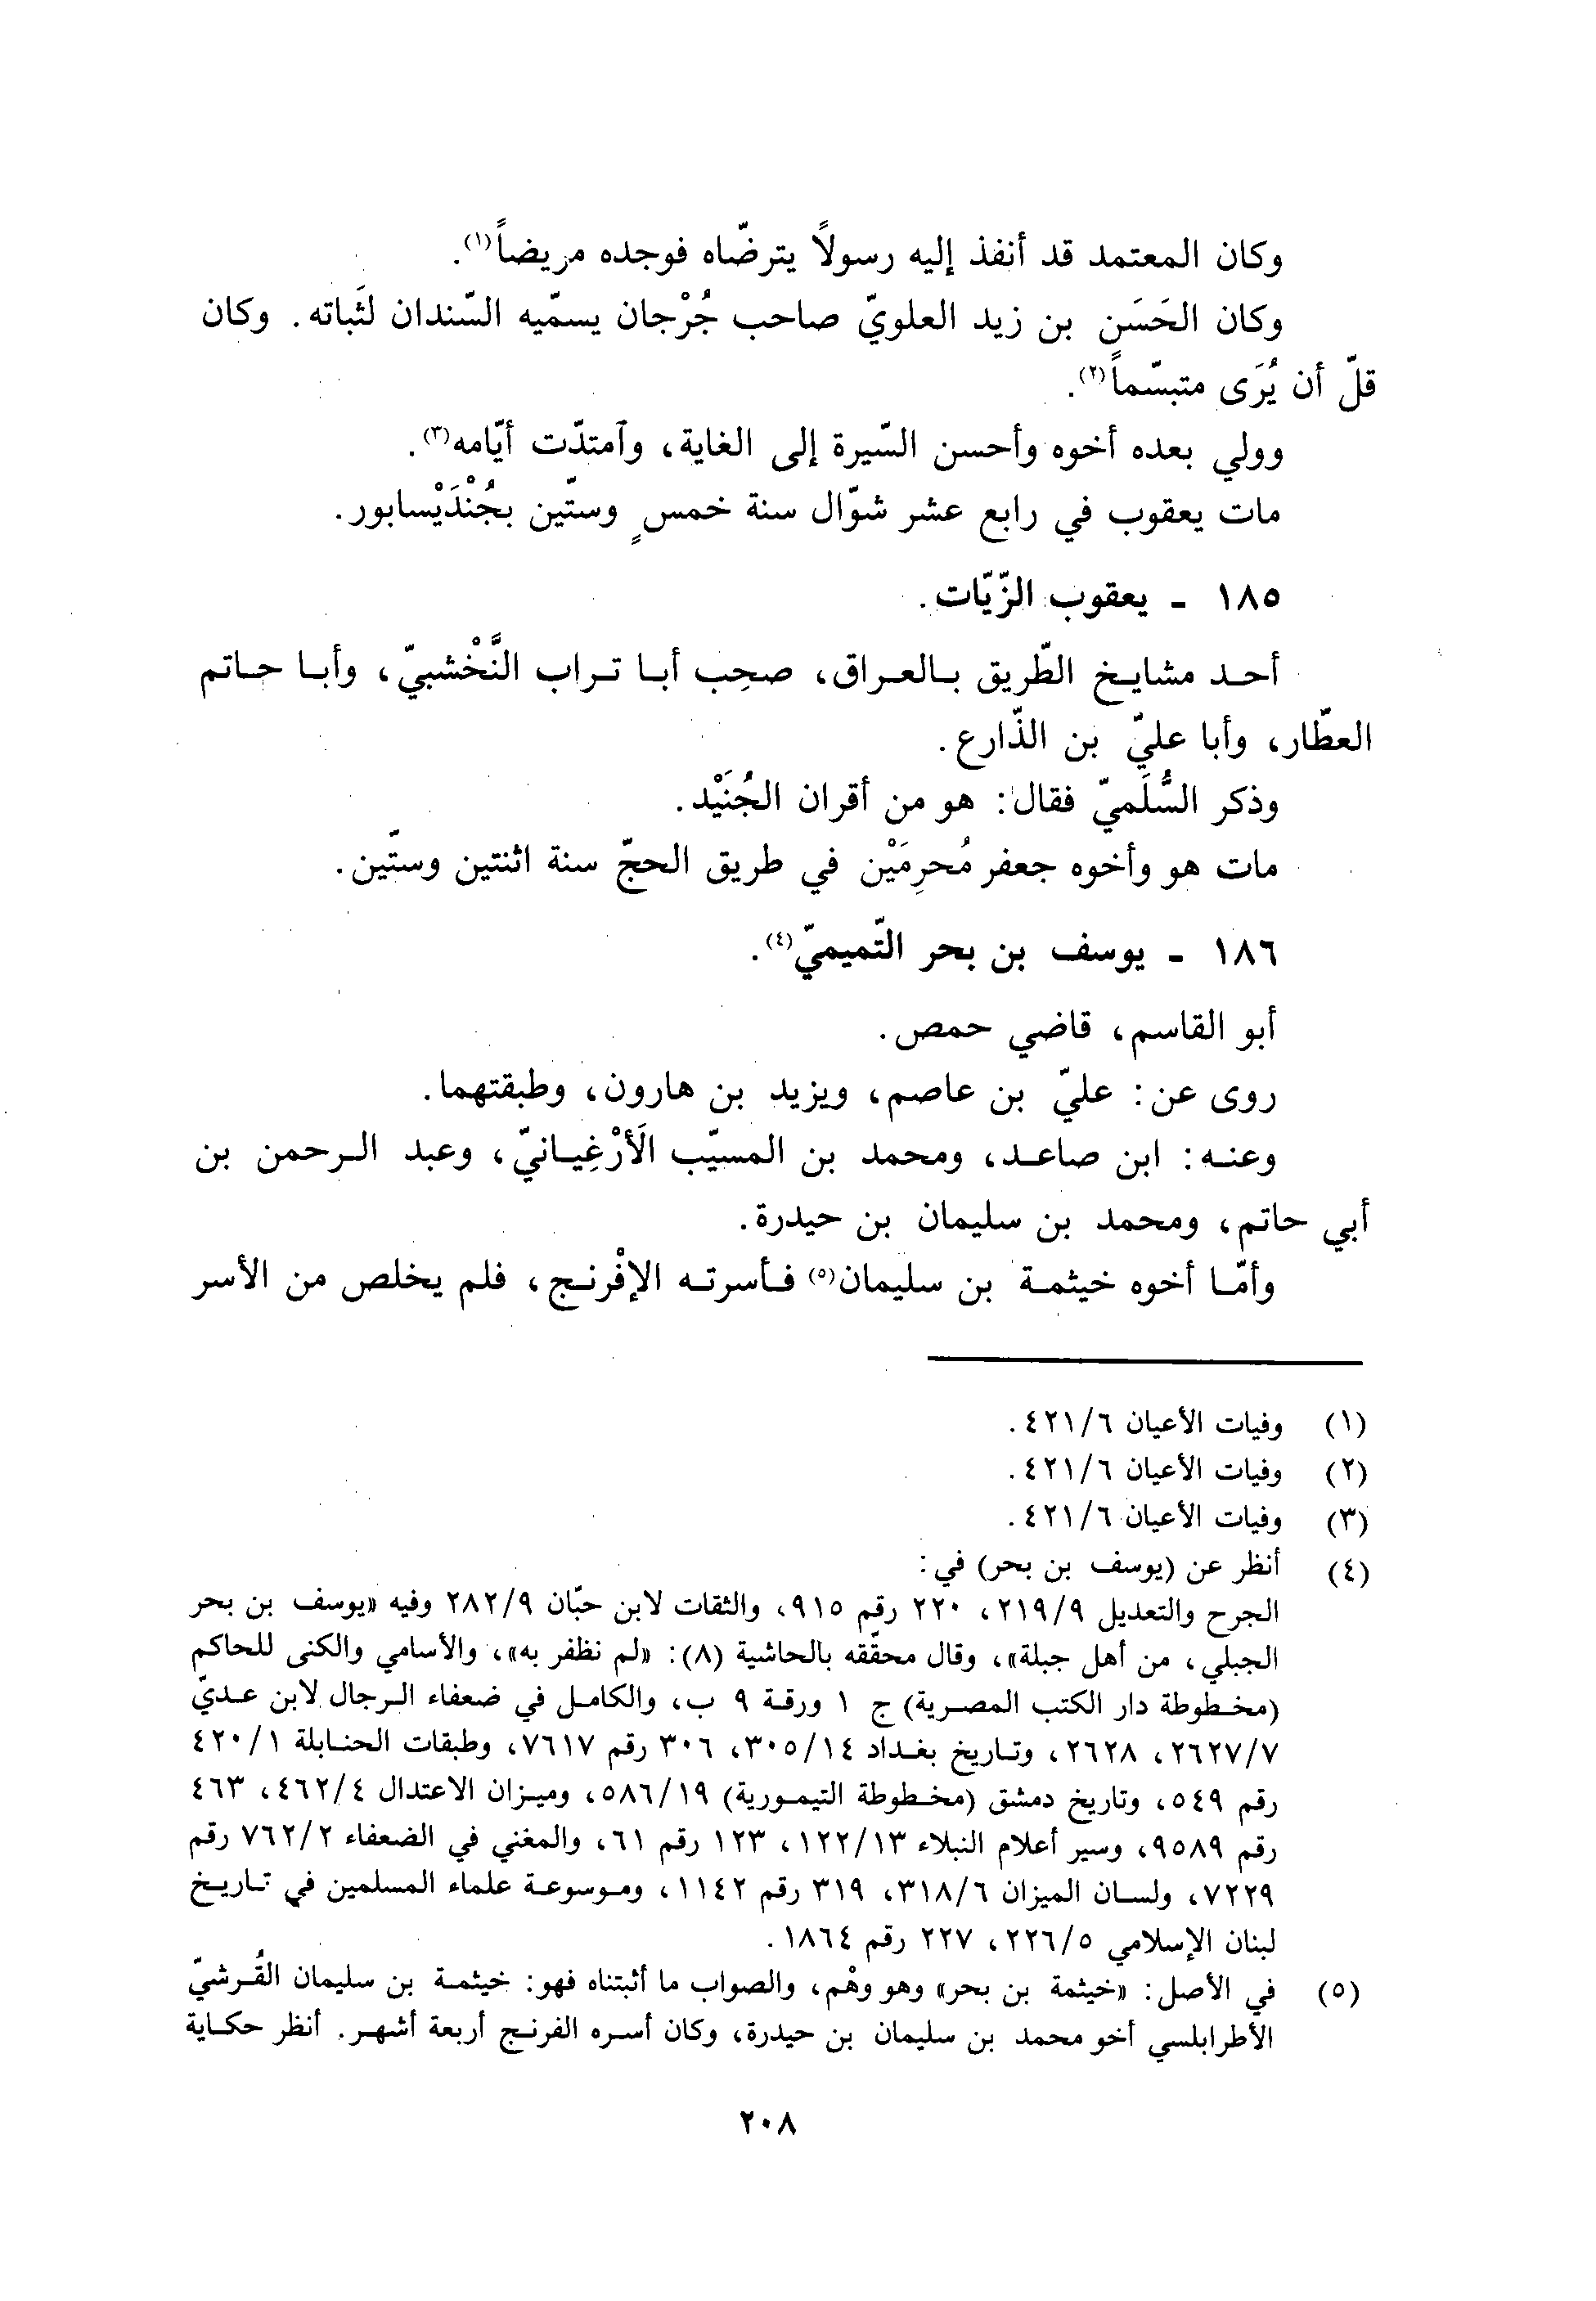 وكان المعتمد قد أنفذ إليه رسولاً يترضّاه فوجده مريضاً(١).
وكان الحَسَن بن زيد العلويّ صاحب جُرْجان يسمّيه السّندان لثَباته. وكان
قلّ أن يُرَى متبسّماً(٢).
وولي بعده أخوه وأحسن السّيرة إلى الغاية، وآمتدّت أيّامه(٣).
مات يعقوب في رابع عشر شوّال سنة خمسٍ وستّين بجُنْدَيْسابور.
١٨٥ - يعقوب الزّيّات.
أحد مشايخ الطّريق بالعراق، صحِب أبا تراب النَّخْشبيّ، وأبا حاتم
العطّار، وأبا عليّ بن الذّارع.
وذكر السُّلَميّ فقال: هو من أقران الجُنَيْد.
مات هو وأخوه جعفر مُحرِمَيْن في طريق الحجّ سنة اثنتين وستّين.
١٨٦ - يوسف بن بحر التّميميّ(٤).
أبو القاسم، قاضي حمص.
روى عن: عليّ بن عاصم، ويزيد بن هارون، وطبقتهما.
وعنه: ابن صاعد، ومحمد بن المسيّب الَأرْغِيانيّ، وعبد الرحمن بن
أبي حاتم، ومحمد بن سليمان بن حيدرة.
وأمّا أخوه خيثمة بن سليمان(٥) فأسرته الإفْرنج، فلم يخلص من الأسر
(١) وفيات الأعيان ٤٢١/٦.
(٢) وفيات الأعيان ٤٢١/٦.
(٣) وفيات الأعيان ٤٢١/٦.
(٤) أنظر عن (يوسف بن بحر) في:
الجرح والتعديل ٢١٩/٩، ٢٢٠ رقم ٩١٥، والثقات لابن حبّان ٢٨٢/٩ وفيه «يوسف بن بحر
الجبلي، من أهل جبلة»، وقال محقّقه بالحاشية (٨): «لم نظفر به»، والأسامي والكنى للحاكم
(مخطوطة دار الكتب المصرية) ج ١ ورقة ٩ ب، والكامل في ضعفاء الرجال لابن عديّ
٢٦٢٧/٧، ٢٦٢٨، وتاريخ بغداد ٣٠٥/١٤، ٣٠٦ رقم ٧٦١٧، وطبقات الحنابلة ٤٢٠/١
رقم ٥٤٩، وتاريخ دمشق (مخطوطة التيمورية) ٥٨٦/١٩، وميزان الاعتدال ٤٦٢/٤، ٤٦٣
رقم ٩٥٨٩، وسير أعلام النبلاء ١٢٢/١٣، ١٢٣ رقم ٦١، والمغني في الضعفاء ٧٦٢/٢ رقم
٧٢٢٩، ولسان الميزان ٣١٨/٦، ٣١٩ رقم ١١٤٢، وموسوعة علماء المسلمين في تاريخ
لبنان الإسلامي ٢٢٦/٥، ٢٢٧ رقم ١٨٦٤.
(٥) في الأصل: «خيثمة بن بحر» وهو وهْم، والصواب ما أثبتناه فهو: خيثمة بن سليمان القُرشيّ
الأطرابلسي أخو محمد بن سليمان بن حيدرة، وكان أسره الفرنج أربعة أشهر. أنظر حكاية
٢٠٨